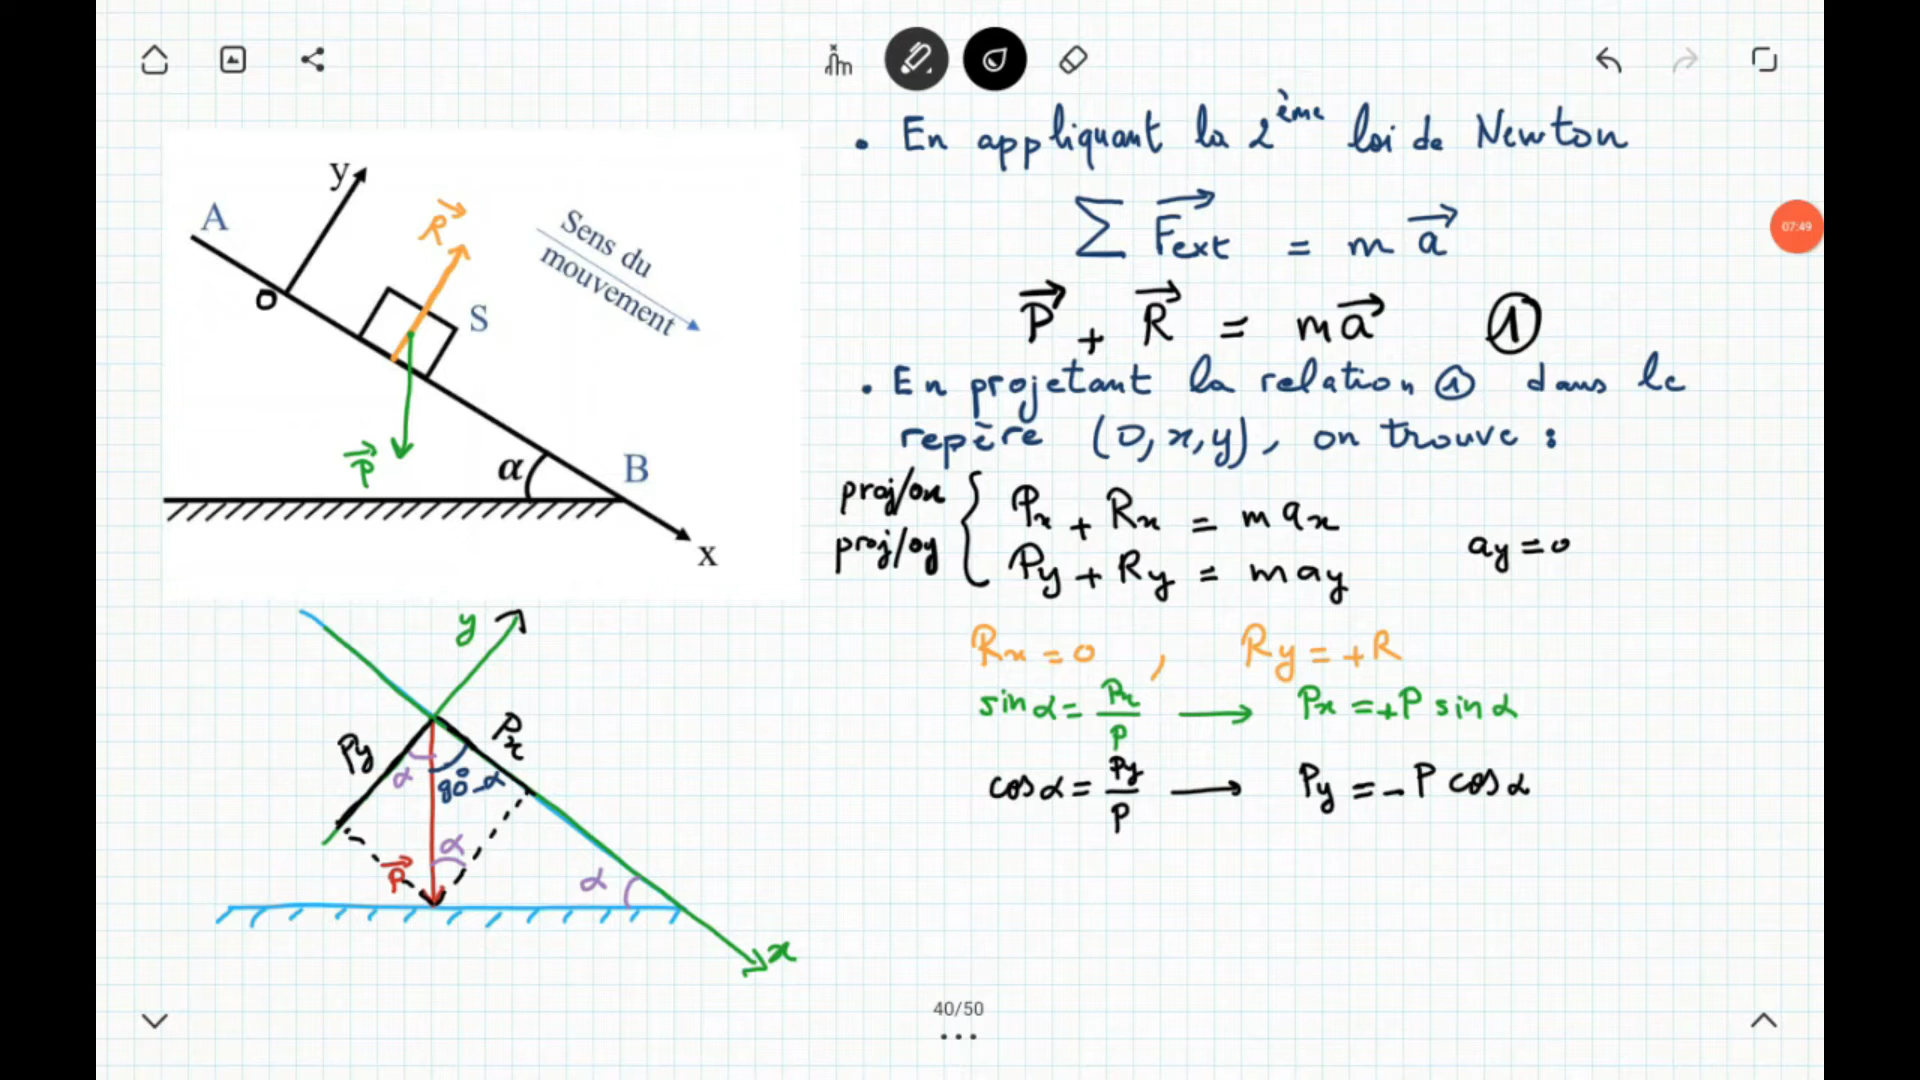 07:49
• En appliquant la 2ème loi de Newton
∑ F⃗ext = m a⃗
P⃗ + R⃗ = m a⃗ ①
• En projetant la relation ① dans le
repère (O, x, y), on trouve :
proj/ox { Px + Rx = m ax
proj/oy Py + Ry = m ay
ay = 0
Rx = 0 , Ry = +R
sin α = Px/P ⟶ Px = +P sin α
cos α = Py/P ⟶ Py = -P cos α
y
A
R⃗
Sens du
mouvement
O
S
P⃗
α
B
x
y
Py
Px
α
90° - α
α
P⃗
α
x
40/50